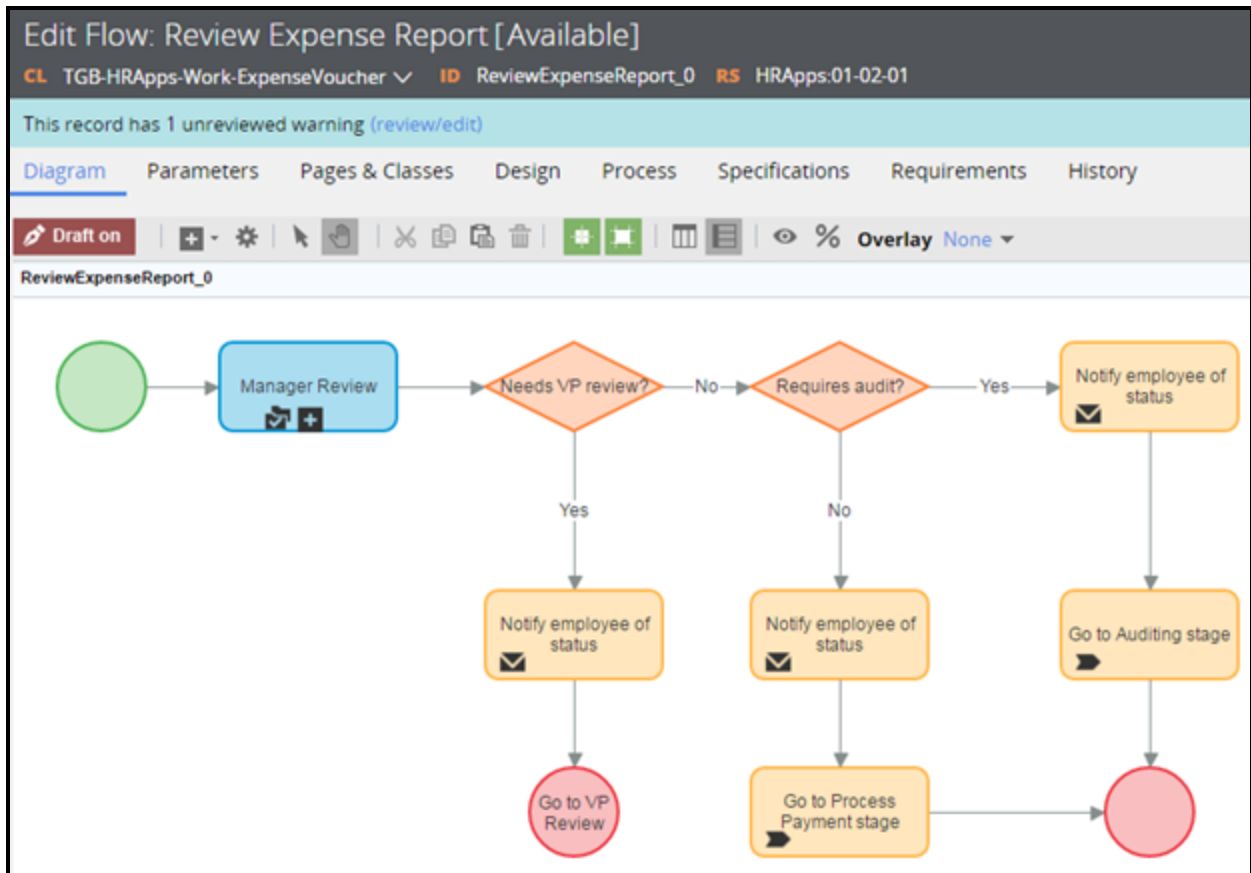 Edit Flow: Review Expense Report [Available]
CL TGB-HRApps-Work-ExpenseVoucher ID ReviewExpenseReport_0 RS HRApps:01-02-01
This record has 1 unreviewed warning (review/edit)
Diagram Parameters Pages & Classes Design Process Specifications Requirements History
Draft on Overlay None
ReviewExpenseReport_0
Manager Review
Needs VP review?
No
Requires audit?
Yes
Notify employee of
status
Yes
No
Notify employee of
status
Notify employee of
status
Go to Auditing stage
Go to VP
Review
Go to Process
Payment stage